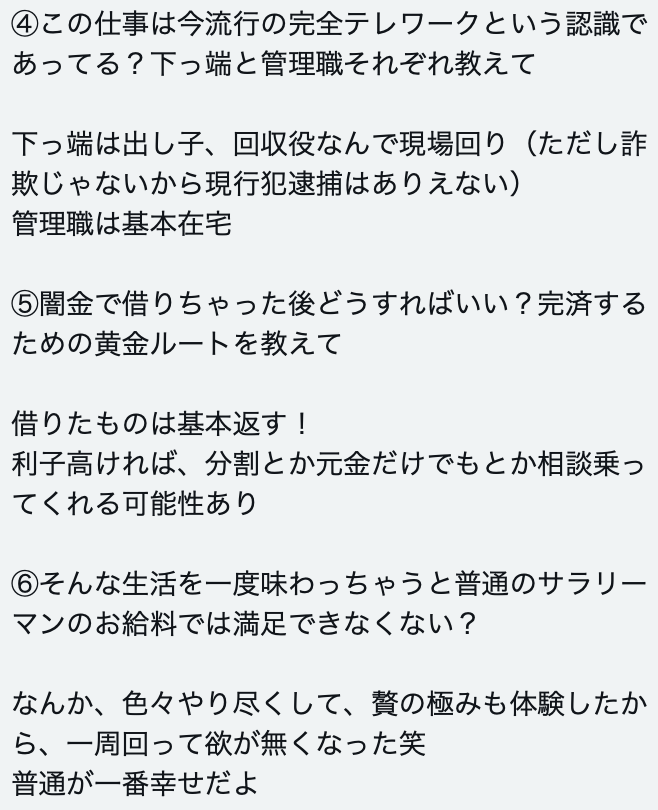 ④この仕事は今流行の完全テレワークという認識で
あってる？下っ端と管理職それぞれ教えて
下っ端は出し子、回収役なんで現場回り（ただし詐
欺じゃないから現行犯逮捕はありえない）
管理職は基本在宅
⑤闇金で借りちゃった後どうすればいい？完済する
ための黄金ルートを教えて
借りたものは基本返す！
利子高ければ、分割とか元金だけでもとか相談乗っ
てくれる可能性あり
⑥そんな生活を一度味わっちゃうと普通のサラリー
マンのお給料では満足できなくない？
なんか、色々やり尽くして、贅の極みも体験したか
ら、一周回って欲が無くなった笑
普通が一番幸せだよ